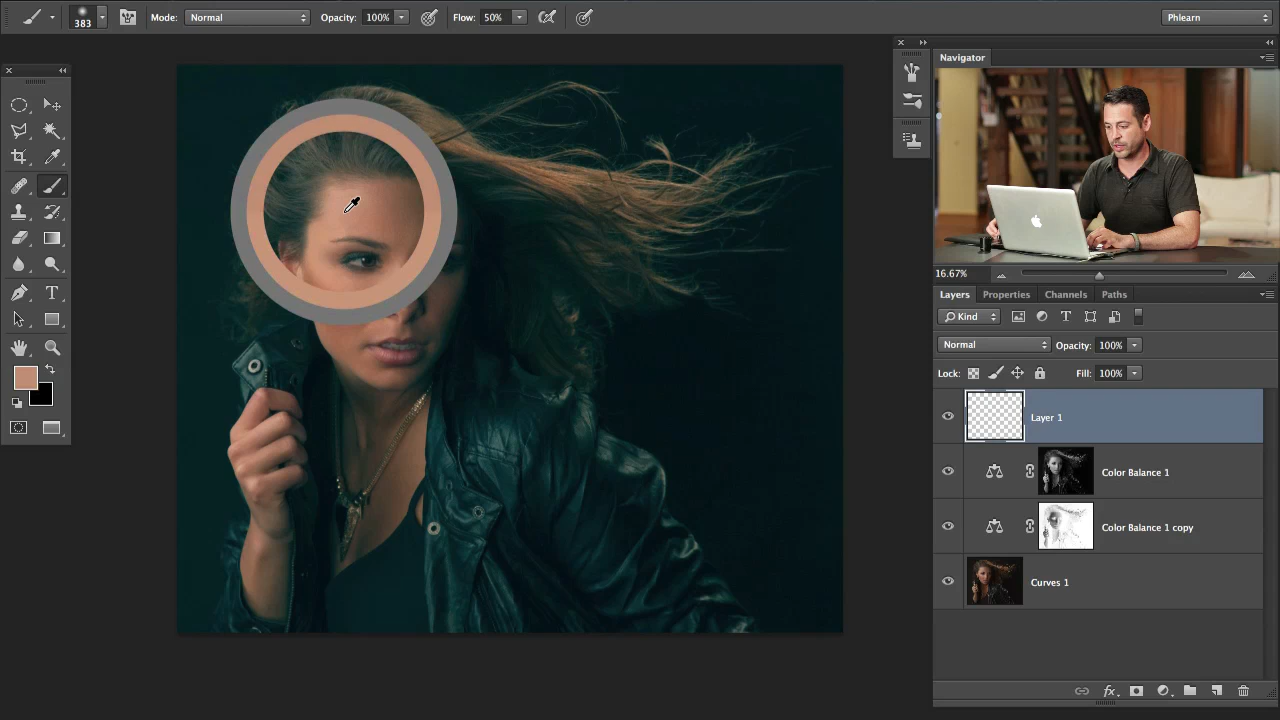 383 Mode: Normal Opacity: 100% Flow: 50% Phlearn
Navigator
16.67%
Layers Properties Channels Paths
Kind
Normal Opacity: 100%
Lock: Fill: 100%
Layer 1
Color Balance 1
Color Balance 1 copy
Curves 1